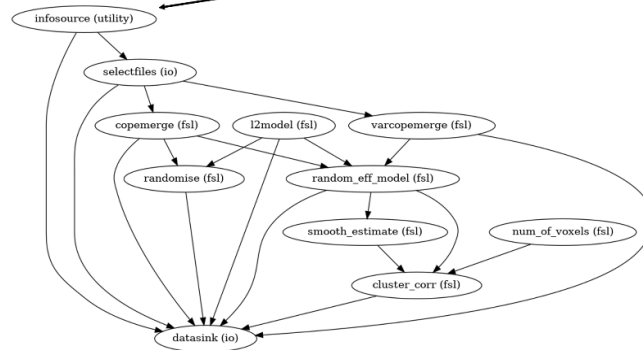 infosource (utility)
selectfiles (io)
copemerge (fsl)
l2model (fsl)
varcopemerge (fsl)
randomise (fsl)
random_eff_model (fsl)
smooth_estimate (fsl)
num_of_voxels (fsl)
cluster_corr (fsl)
datasink (io)